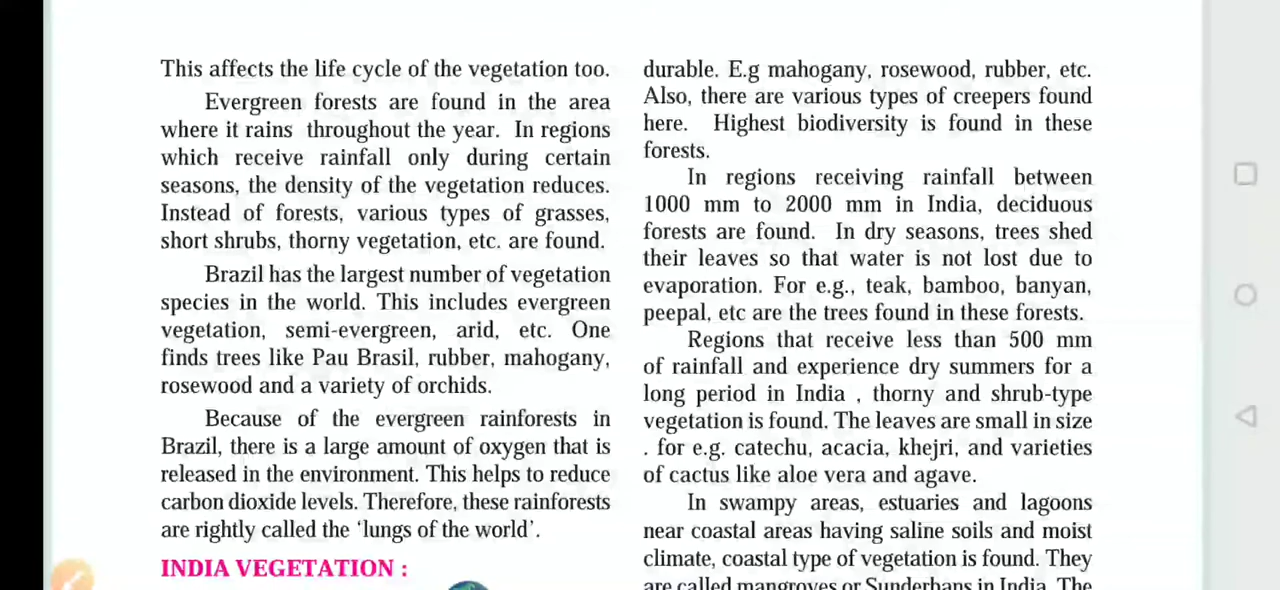 This affects the life cycle of the vegetation too.
Evergreen forests are found in the area
where it rains throughout the year. In regions
which receive rainfall only during certain
seasons, the density of the vegetation reduces.
Instead of forests, various types of grasses,
short shrubs, thorny vegetation, etc. are found.
Brazil has the largest number of vegetation
species in the world. This includes evergreen
vegetation, semi-evergreen, arid, etc. One
finds trees like Pau Brasil, rubber, mahogany,
rosewood and a variety of orchids.
Because of the evergreen rainforests in
Brazil, there is a large amount of oxygen that is
released in the environment. This helps to reduce
carbon dioxide levels. Therefore, these rainforests
are rightly called the ‘lungs of the world’.
INDIA VEGETATION :
durable. E.g mahogany, rosewood, rubber, etc.
Also, there are various types of creepers found
here. Highest biodiversity is found in these
forests.
In regions receiving rainfall between
1000 mm to 2000 mm in India, deciduous
forests are found. In dry seasons, trees shed
their leaves so that water is not lost due to
evaporation. For e.g., teak, bamboo, banyan,
peepal, etc are the trees found in these forests.
Regions that receive less than 500 mm
of rainfall and experience dry summers for a
long period in India , thorny and shrub-type
vegetation is found. The leaves are small in size
. for e.g. catechu, acacia, khejri, and varieties
of cactus like aloe vera and agave.
In swampy areas, estuaries and lagoons
near coastal areas having saline soils and moist
climate, coastal type of vegetation is found. They
are called mangroves or Sunderbans in India. The